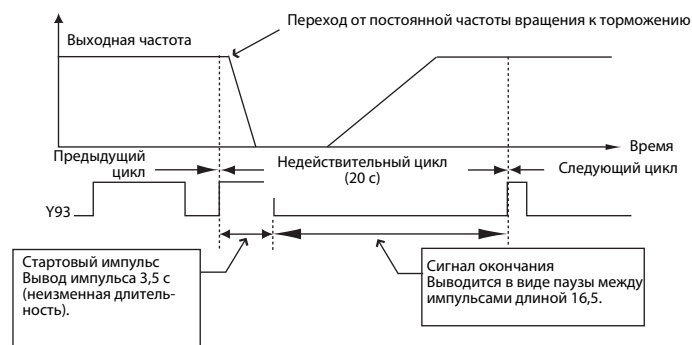 Переход от постоянной частоты вращения к торможению
Выходная частота
Время
Предыдущий
цикл
Недействительный цикл
(20 с)
Следующий цикл
Y93
Стартовый импульс
Вывод импульса 3,5 с
(неизменная длитель-
ность).
Сигнал окончания
Выводится в виде паузы между
импульсами длиной 16,5.